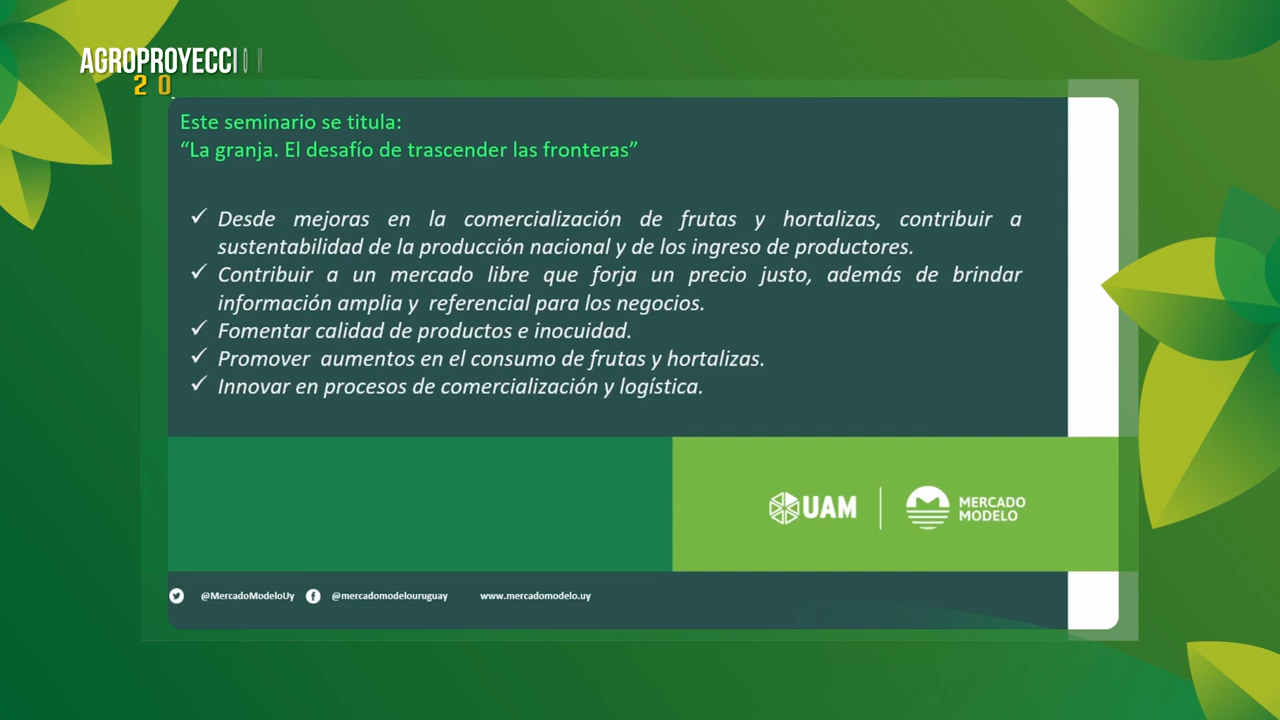 AGROPROYECCI
20
Este seminario se titula:
“La granja. El desafío de trascender las fronteras”
✓ Desde mejoras en la comercialización de frutas y hortalizas, contribuir a
sustentabilidad de la producción nacional y de los ingreso de productores.
✓ Contribuir a un mercado libre que forja un precio justo, además de brindar
información amplia y referencial para los negocios.
✓ Fomentar calidad de productos e inocuidad.
✓ Promover aumentos en el consumo de frutas y hortalizas.
✓ Innovar en procesos de comercialización y logística.
UAM
MERCADO
MODELO
@MercadoModeloUy @mercadomodelouruguay www.mercadomodelo.uy